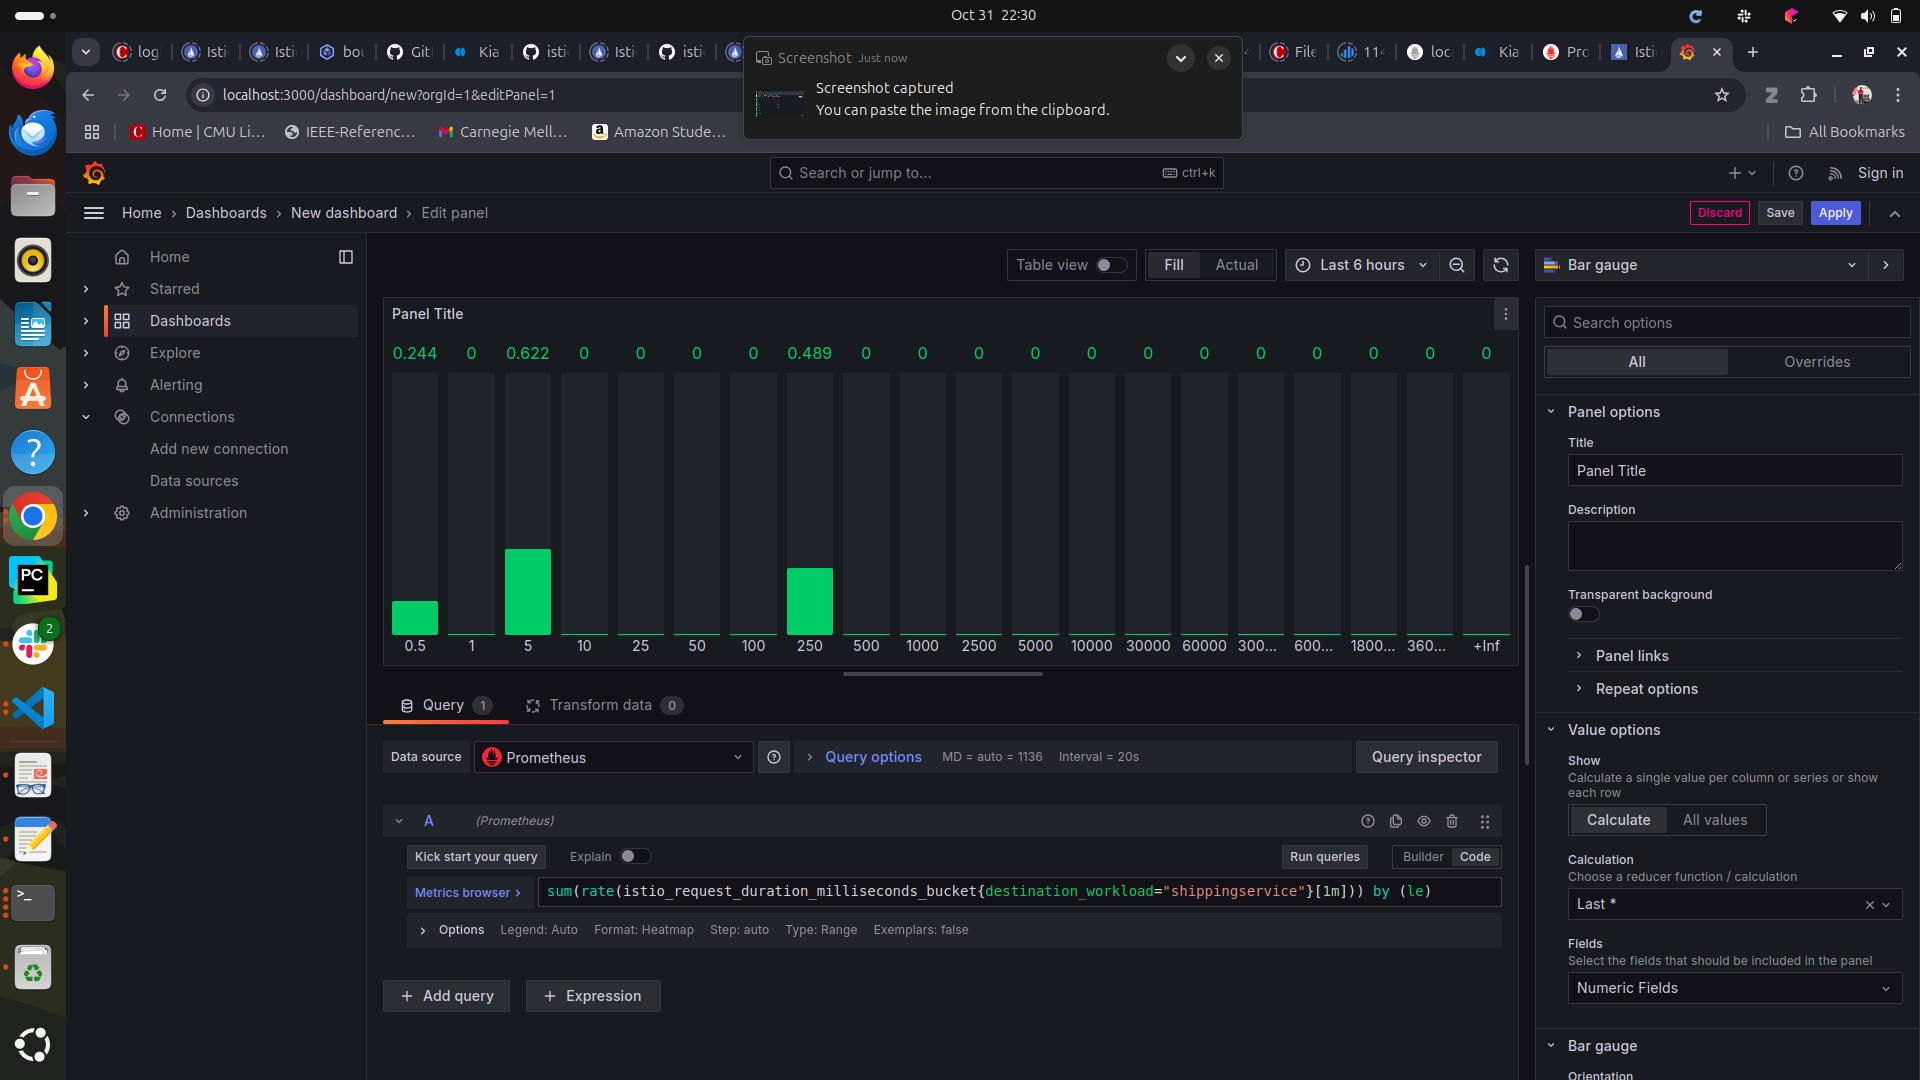 Oct 31 22:30
log
Isti
Isti
bou
Gith
Kia
istio
Isti
istio
File
114
loca
Kia
Pro
Istio
Screenshot Just now
Screenshot captured
You can paste the image from the clipboard.
localhost:3000/dashboard/new?orgId=1&editPanel=1
Home | CMU Li...
IEEE-Referenc...
Carnegie Mell...
Amazon Stude...
All Bookmarks
Search or jump to...
ctrl+k
Sign in
Home › Dashboards › New dashboard › Edit panel
Discard
Save
Apply
Home
Starred
Dashboards
Explore
Alerting
Connections
Add new connection
Data sources
Administration
Table view
Fill
Actual
Last 6 hours
Bar gauge
Panel Title
0.244 0 0.622 0 0 0 0 0.489 0 0 0 0 0 0 0 0 0 0 0 0
0.5 1 5 10 25 50 100 250 500 1000 2500 5000 10000 30000 60000 300... 600... 1800... 360... +Inf
Search options
All
Overrides
Panel options
Title
Panel Title
Description
Transparent background
Panel links
Repeat options
Value options
Show
Calculate a single value per column or series or show
each row
Calculate
All values
Calculation
Choose a reducer function / calculation
Last *
Fields
Select the fields that should be included in the panel
Numeric Fields
Bar gauge
Orientation
Query 1
Transform data 0
Data source
Prometheus
Query options
MD = auto = 1136
Interval = 20s
Query inspector
A
(Prometheus)
Kick start your query
Explain
Run queries
Builder
Code
Metrics browser >
sum(rate(istio_request_duration_milliseconds_bucket{destination_workload="shippingservice"}[1m])) by (le)
Options
Legend: Auto
Format: Heatmap
Step: auto
Type: Range
Exemplars: false
+ Add query
+ Expression
PC
2